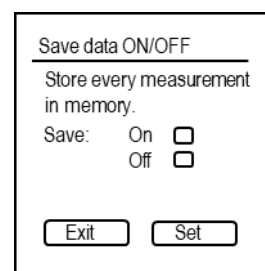 Save data ON/OFF
Store every measurement
in memory.
Save: On
Off
Exit Set